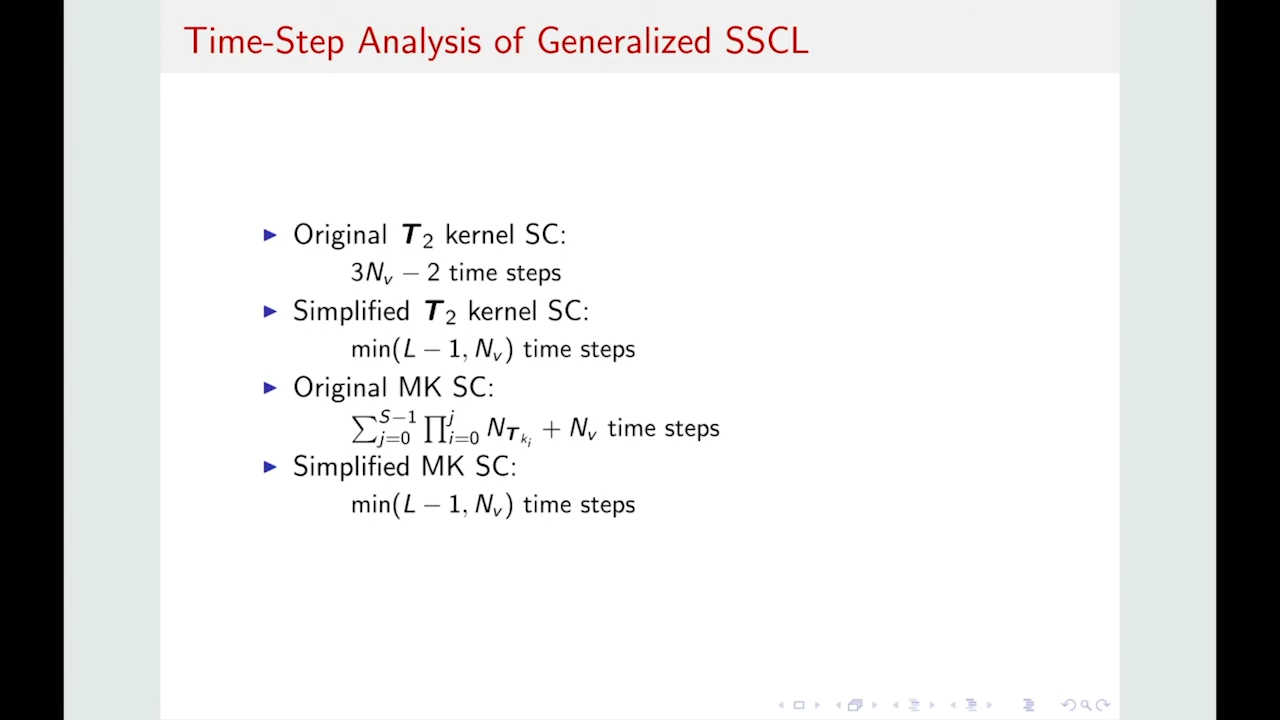 Time-Step Analysis of Generalized SSCL
▶ Original T₂ kernel SC:
3Nᵥ − 2 time steps
▶ Simplified T₂ kernel SC:
min(L − 1, Nᵥ) time steps
▶ Original MK SC:
∑_{j=0}^{S−1} ∏_{i=0}^{j} N_{T_{k_i}} + Nᵥ time steps
▶ Simplified MK SC:
min(L − 1, Nᵥ) time steps